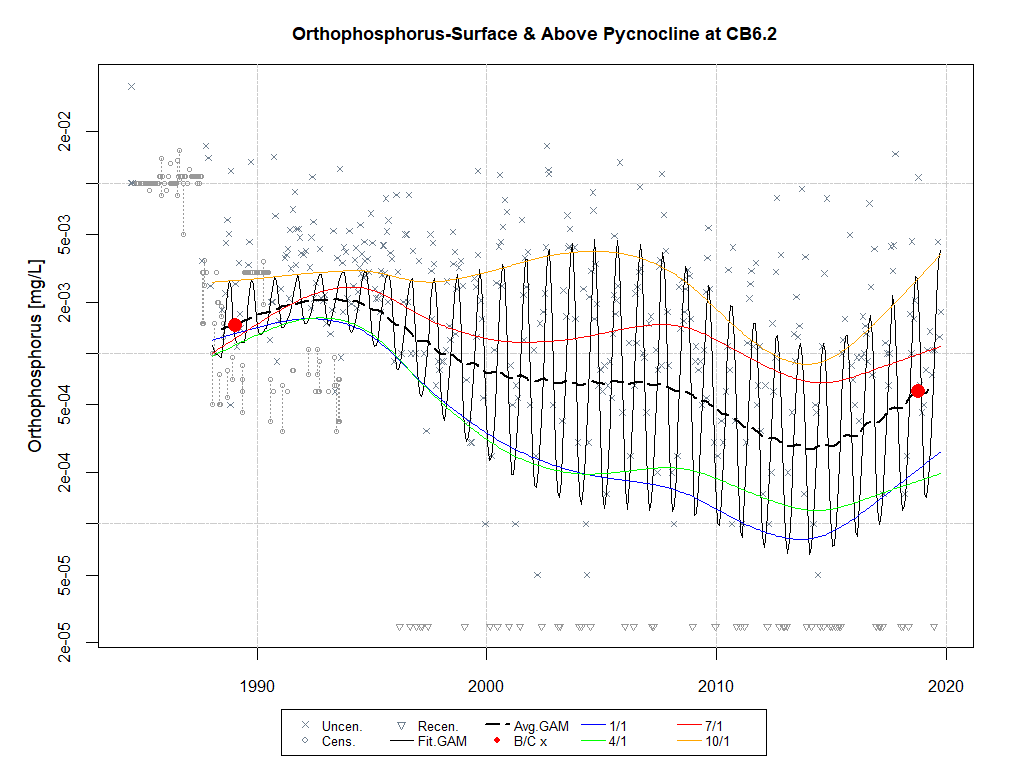 Orthophosphorus-Surface & Above Pycnocline at CB6.2
Orthophosphorus [mg/L]
2e-02
5e-03
2e-03
5e-04
2e-04
5e-05
2e-05
1990 2000 2010 2020
Uncen. Recen. Avg.GAM 1/1 7/1
Cens. Fit.GAM B/C x 4/1 10/1